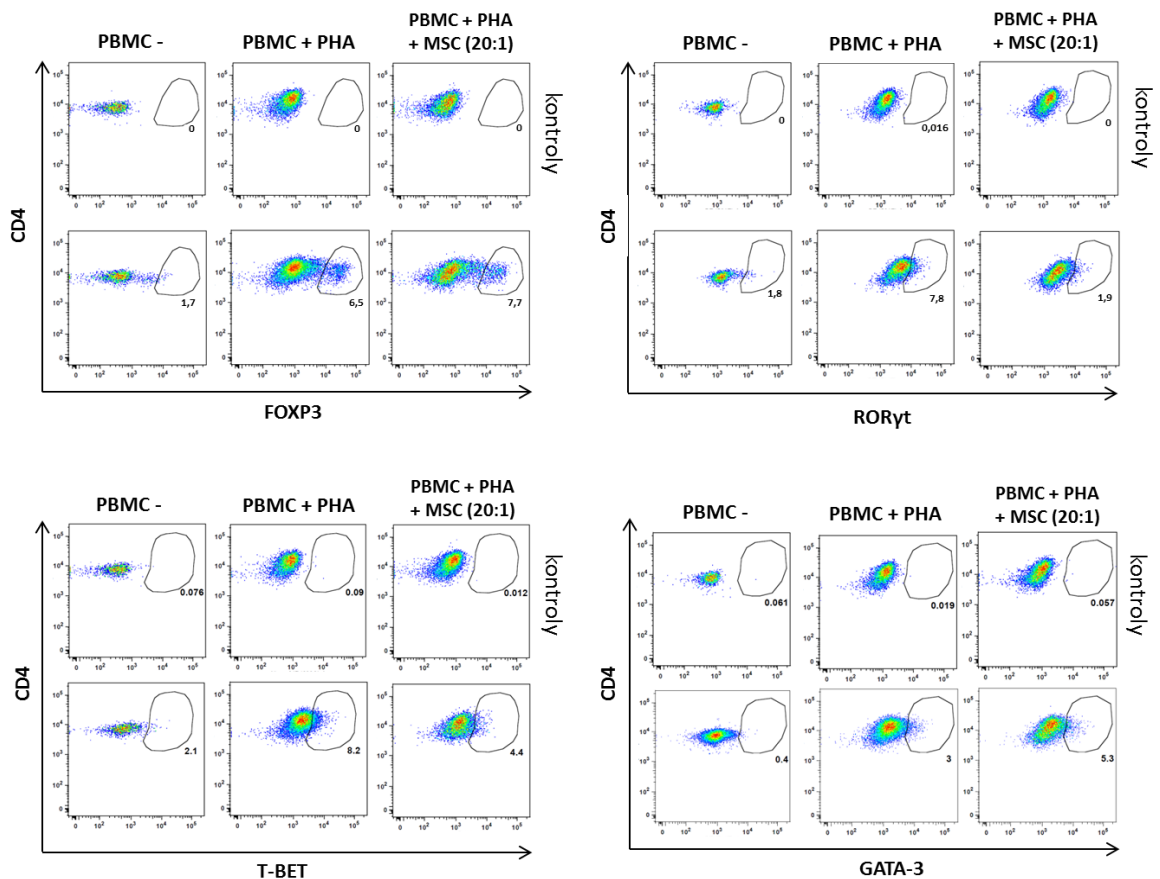 PBMC -
PBMC + PHA
PBMC + PHA
+ MSC (20:1)
kontroly
0
0
0
1,7
6,5
7,7
CD4
FOXP3
PBMC -
PBMC + PHA
PBMC + PHA
+ MSC (20:1)
kontroly
0
0,016
0
1,8
7,8
1,9
CD4
RORγt
PBMC -
PBMC + PHA
PBMC + PHA
+ MSC (20:1)
kontroly
0.076
0.09
0.012
2.1
8.2
4.4
CD4
T-BET
PBMC -
PBMC + PHA
PBMC + PHA
+ MSC (20:1)
kontroly
0.061
0.019
0.057
0.4
3
5.3
CD4
GATA-3